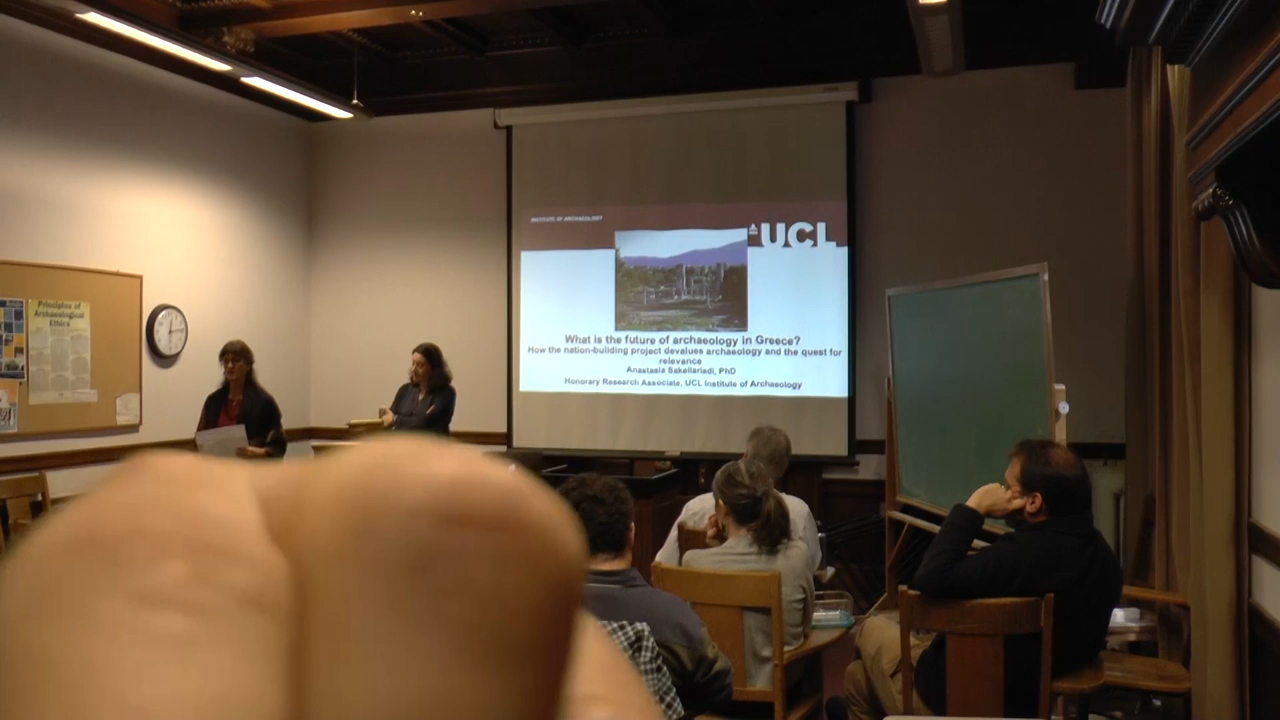 INSTITUTE OF ARCHAEOLOGY
UCL
What is the future of archaeology in Greece?
How the nation-building project devalues archaeology and the quest for
relevance
Anastasia Sakellariadi, PhD
Honorary Research Associate, UCL Institute of Archaeology
Principles of
Archaeological
Ethics